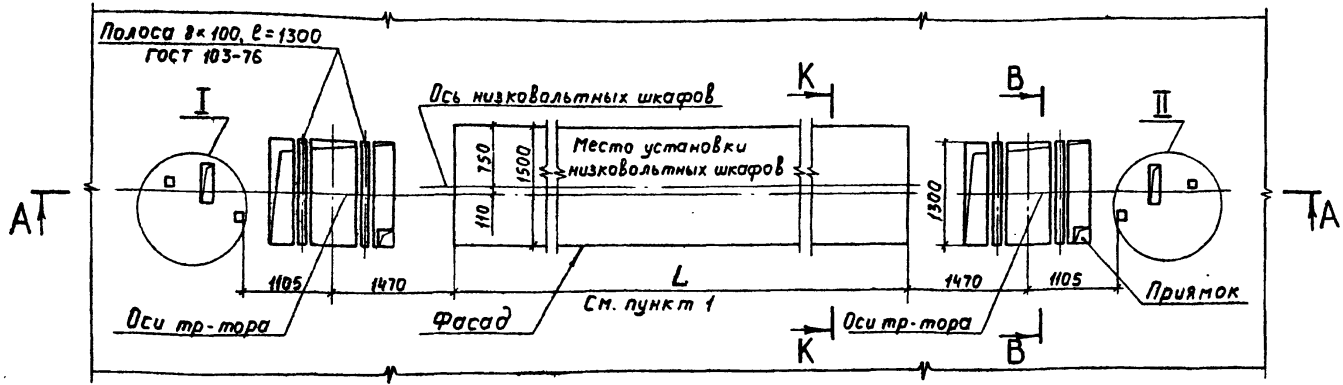 Полоса 8×100, ℓ=1300
ГОСТ 103-76
I
Ось низковольтных шкафов
К
В
II
Место установки
низковольтных шкафов
750
1500
110
1300
А
А
1105
1470
L
См. пункт 1
1470
1105
Приямок
Оси тр-тора
Фасад
Оси тр-тора
К
В